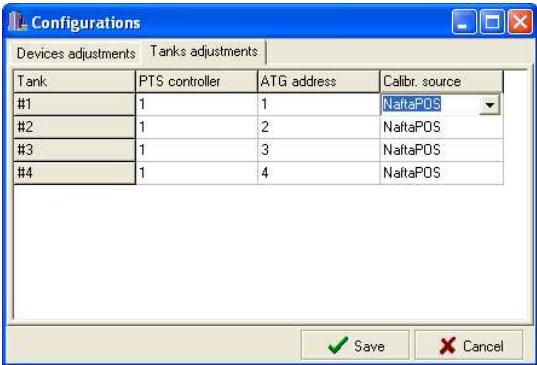 Configurations
Devices adjustments Tanks adjustments
Tank PTS controller ATG address Calibr. source
#1 1 1 NaftaPOS
#2 1 2 NaftaPOS
#3 1 3 NaftaPOS
#4 1 4 NaftaPOS
Save Cancel